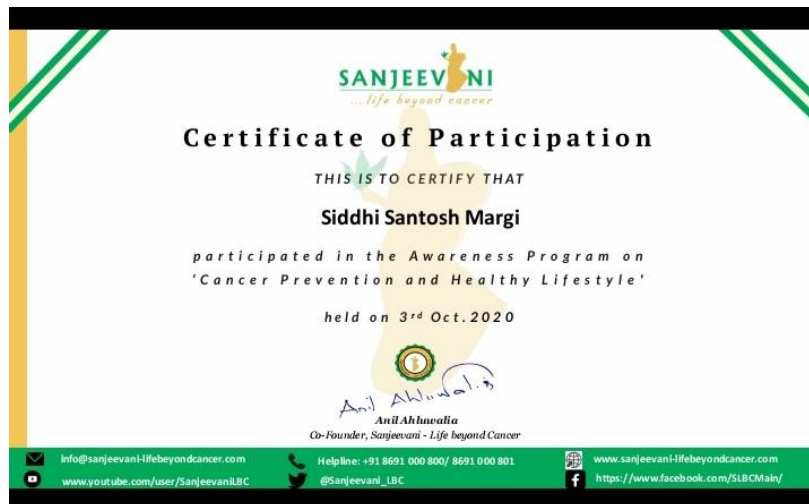 SANJEEVANI
... life beyond cancer
Certificate of Participation
THIS IS TO CERTIFY THAT
Siddhi Santosh Margi
participated in the Awareness Program on
'Cancer Prevention and Healthy Lifestyle'
held on 3rd Oct.2020
Anil Ahluwalia
Anil Ahluwalia
Co-Founder, Sanjeevani - Life beyond Cancer
info@sanjeevani-lifebeyondcancer.com
Helpline: +91 8691 000 800/ 8691 000 801
www.sanjeevani-lifebeyondcancer.com
www.youtube.com/user/SanjeevaniLBC
@Sanjeevani_LBC
https://www.facebook.com/SLBCMain/